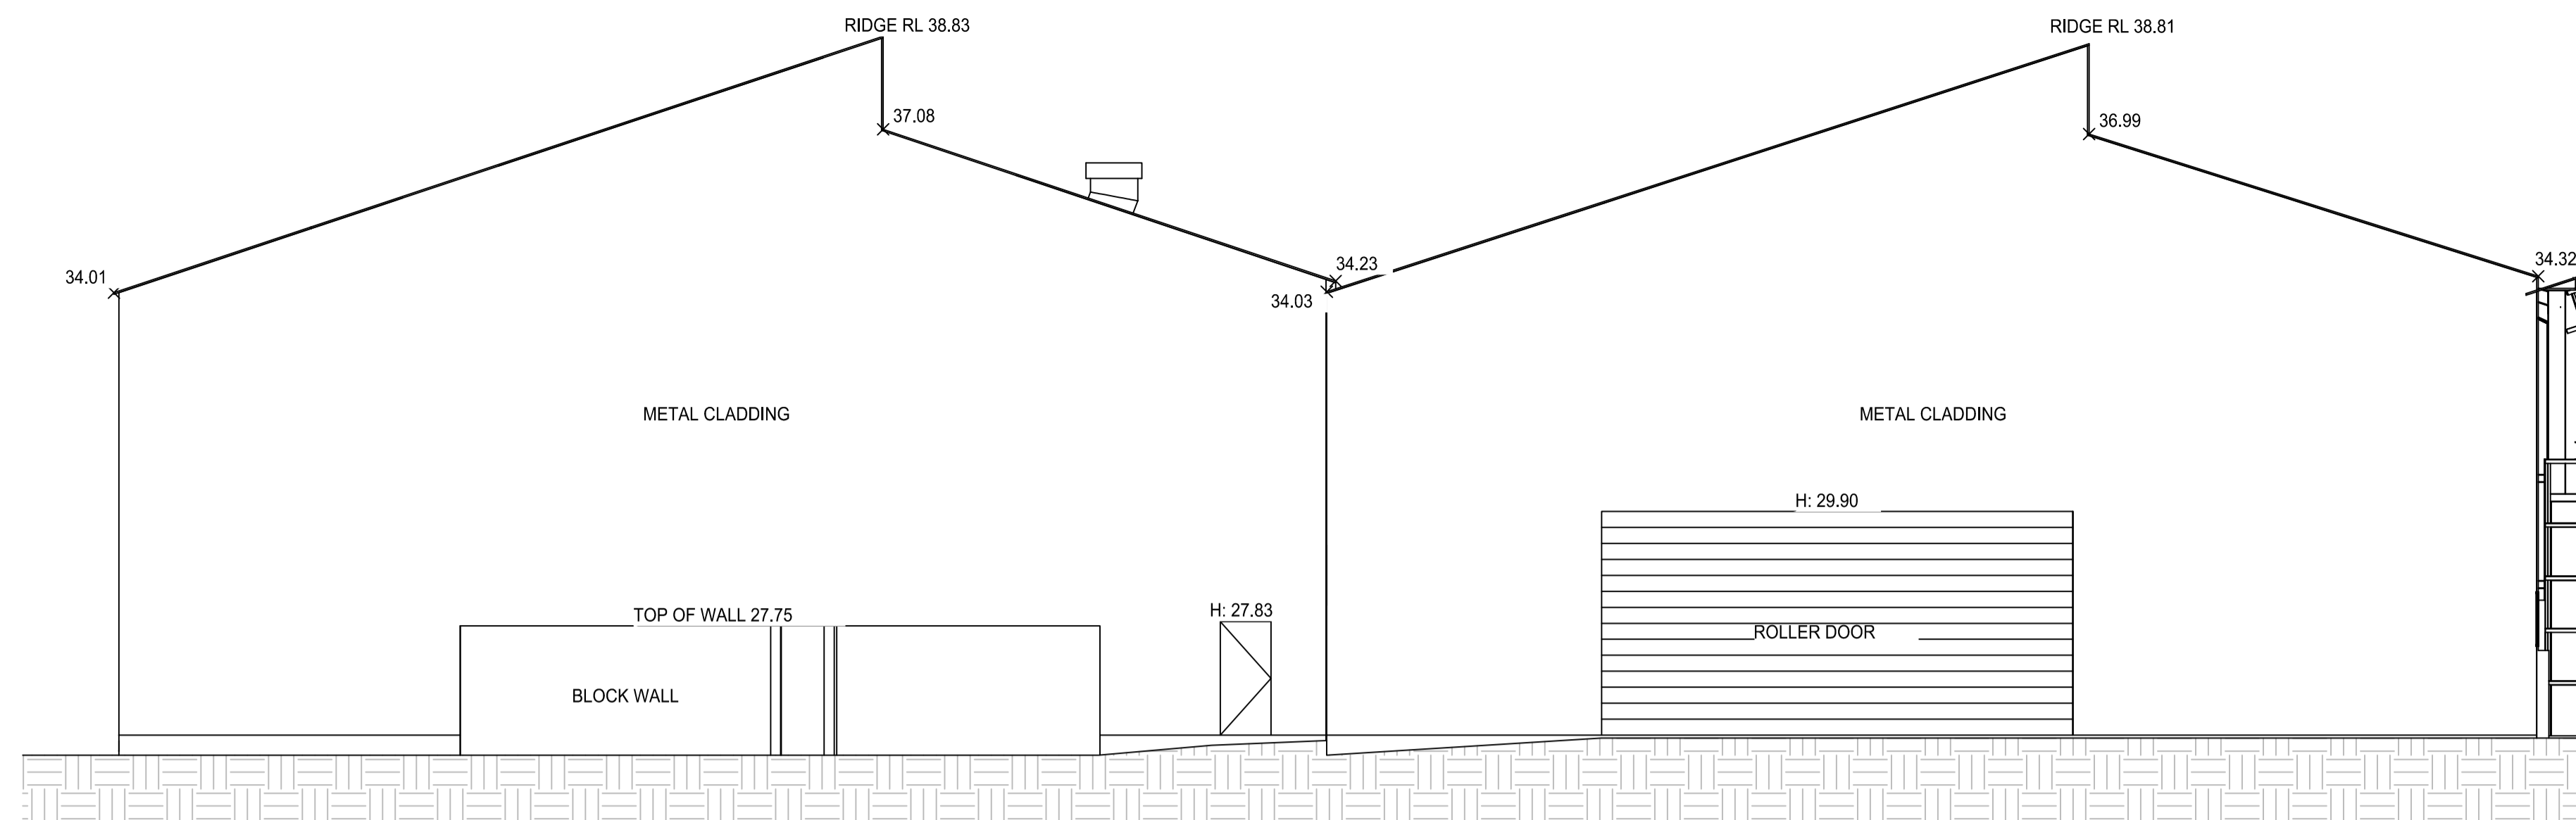 RIDGE RL 38.83
RIDGE RL 38.81
37.08
36.99
34.01
34.23
34.32
34.03
METAL CLADDING
METAL CLADDING
H: 29.90
TOP OF WALL 27.75
H: 27.83
ROLLER DOOR
BLOCK WALL